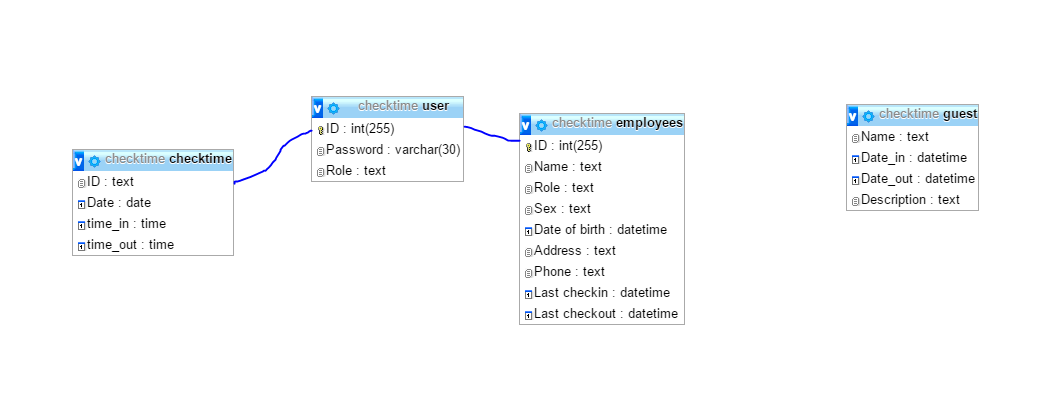 checktime checktime
ID : text
Date : date
time_in : time
time_out : time
checktime user
ID : int(255)
Password : varchar(30)
Role : text
checktime employees
ID : int(255)
Name : text
Role : text
Sex : text
Date of birth : datetime
Address : text
Phone : text
Last checkin : datetime
Last checkout : datetime
checktime guest
Name : text
Date_in : datetime
Date_out : datetime
Description : text